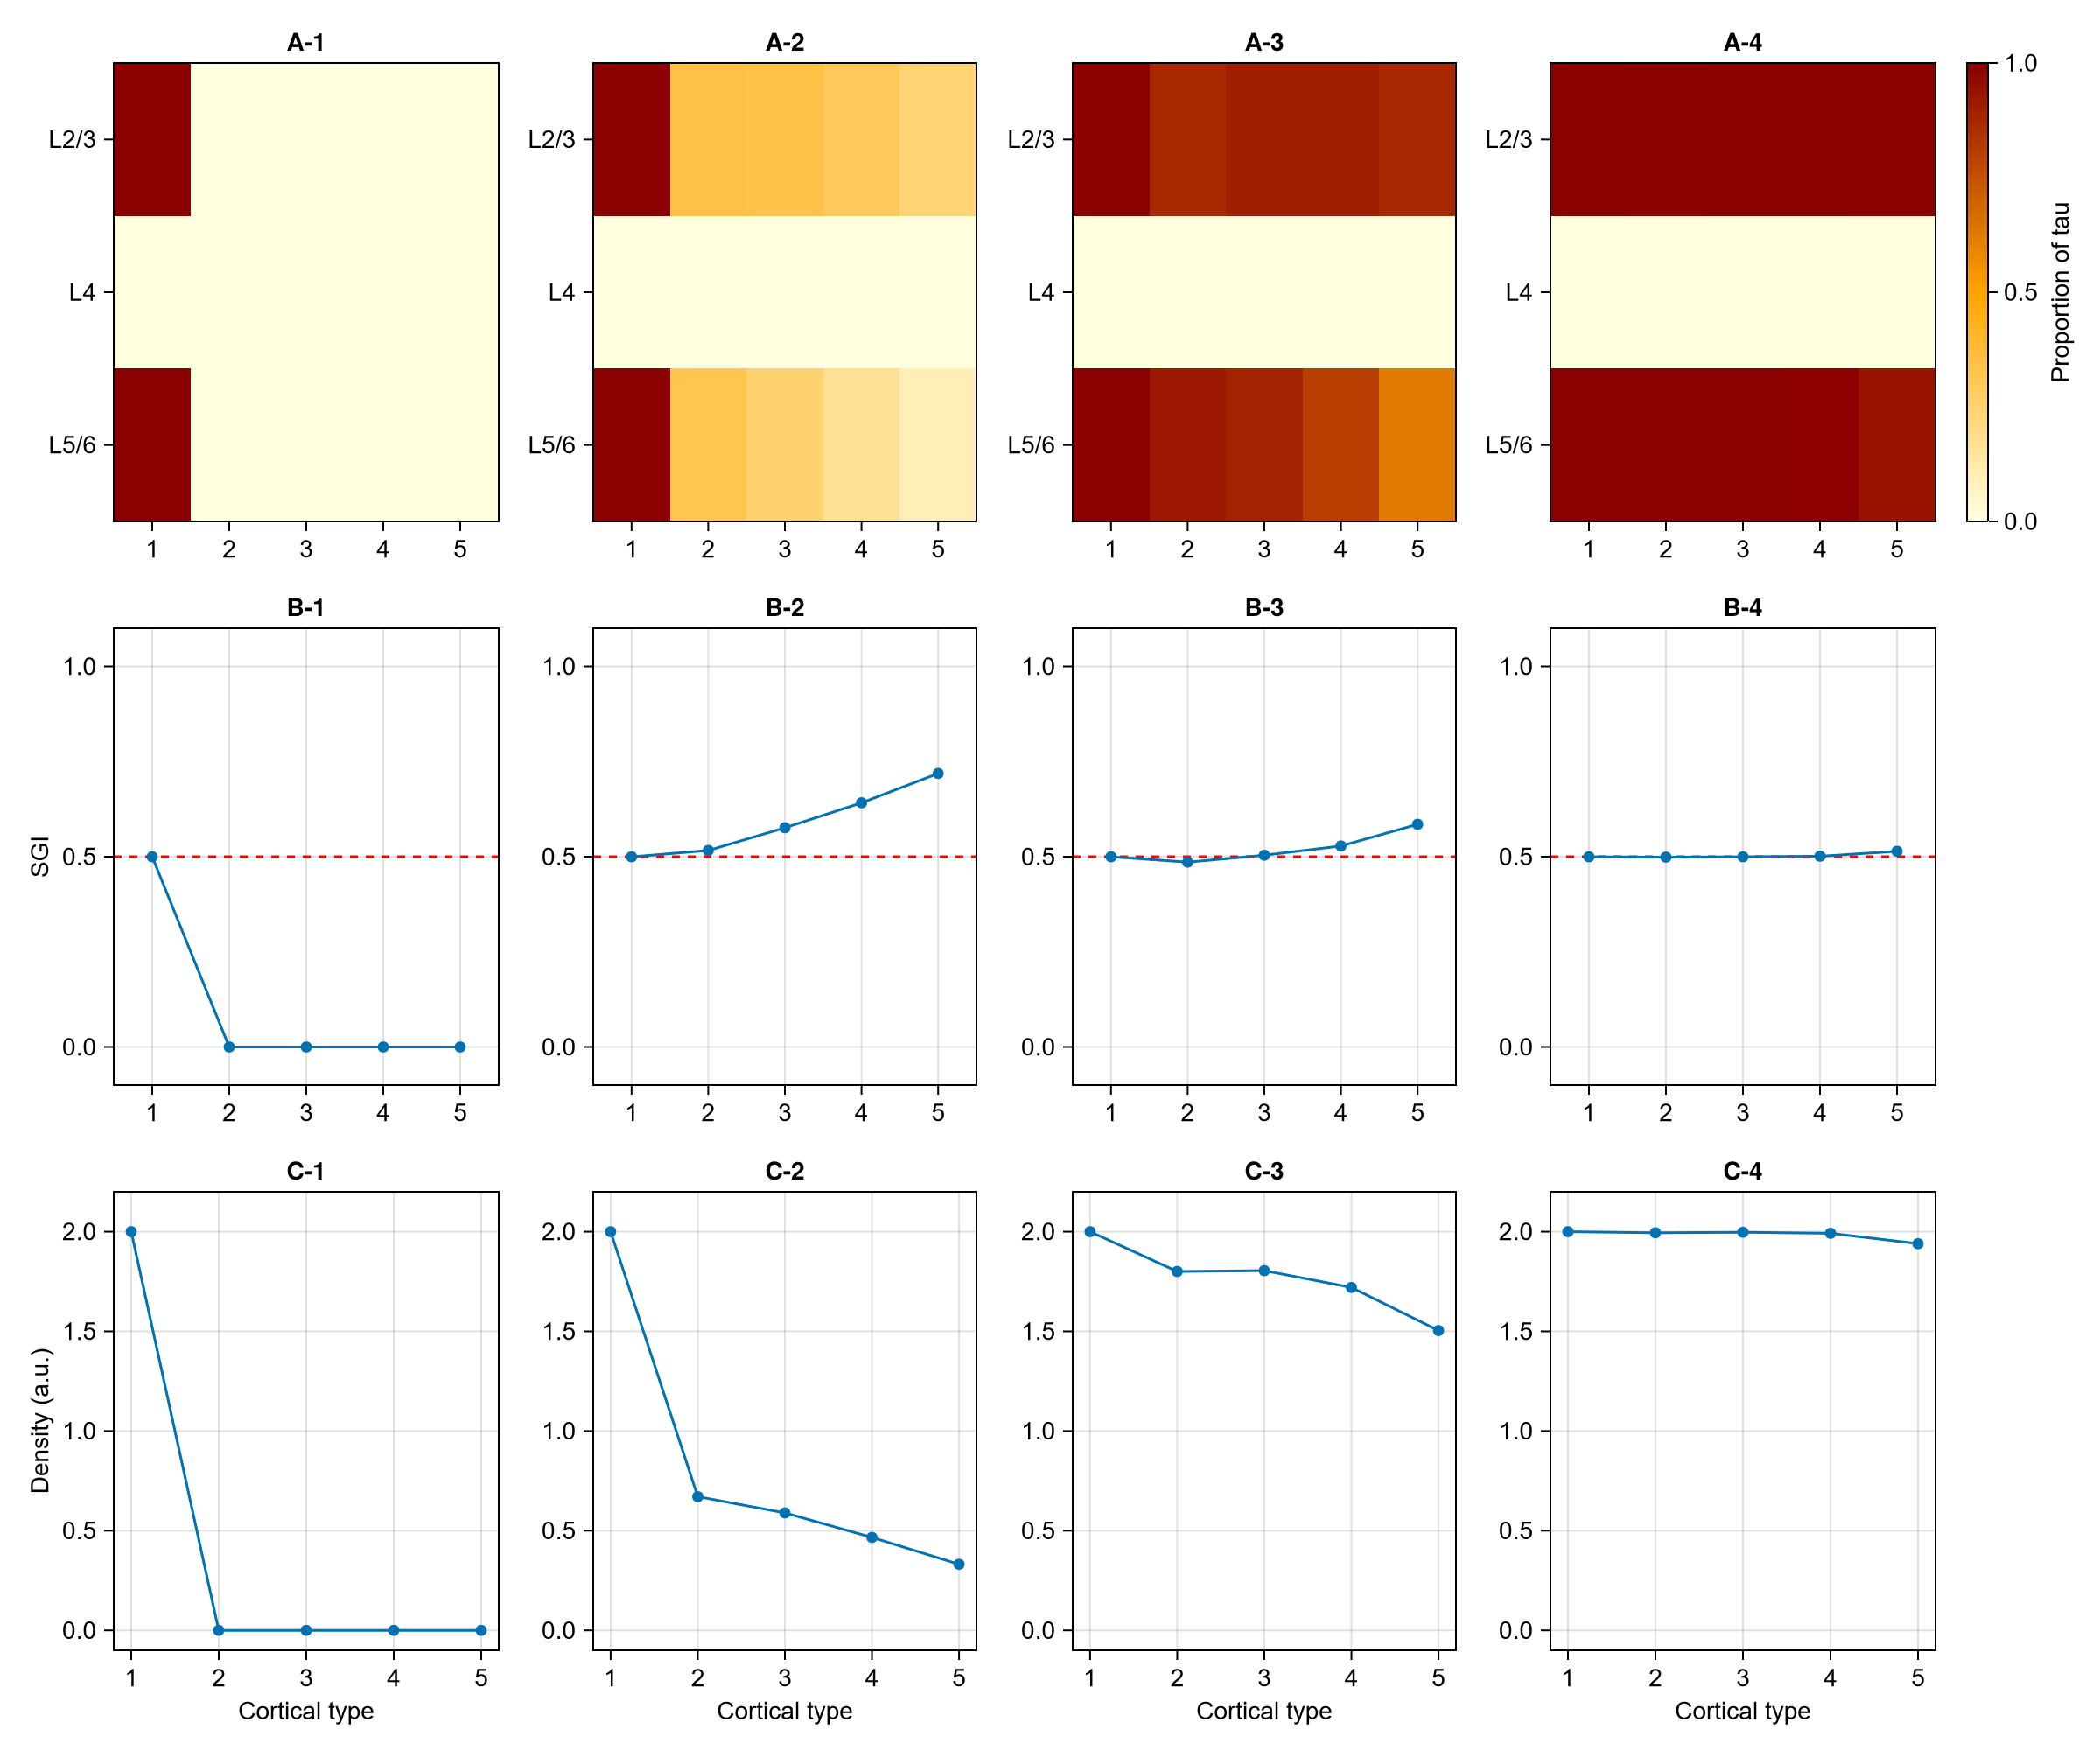 A-1 A-2 A-3 A-4
L2/3 L2/3 L2/3 L2/3 1.0
L4 L4 L4 L4 0.5 Proportion of tau
L5/6 L5/6 L5/6 L5/6 0.0
1 2 3 4 5 1 2 3 4 5 1 2 3 4 5 1 2 3 4 5
B-1 B-2 B-3 B-4
1.0 1.0 1.0 1.0
SGI 0.5 0.5 0.5 0.5
0.0 0.0 0.0 0.0
1 2 3 4 5 1 2 3 4 5 1 2 3 4 5 1 2 3 4 5
C-1 C-2 C-3 C-4
2.0 2.0 2.0 2.0
1.5 1.5 1.5 1.5
Density (a.u.) 1.0 1.0 1.0 1.0
0.5 0.5 0.5 0.5
0.0 0.0 0.0 0.0
1 2 3 4 5 1 2 3 4 5 1 2 3 4 5 1 2 3 4 5
Cortical type Cortical type Cortical type Cortical type